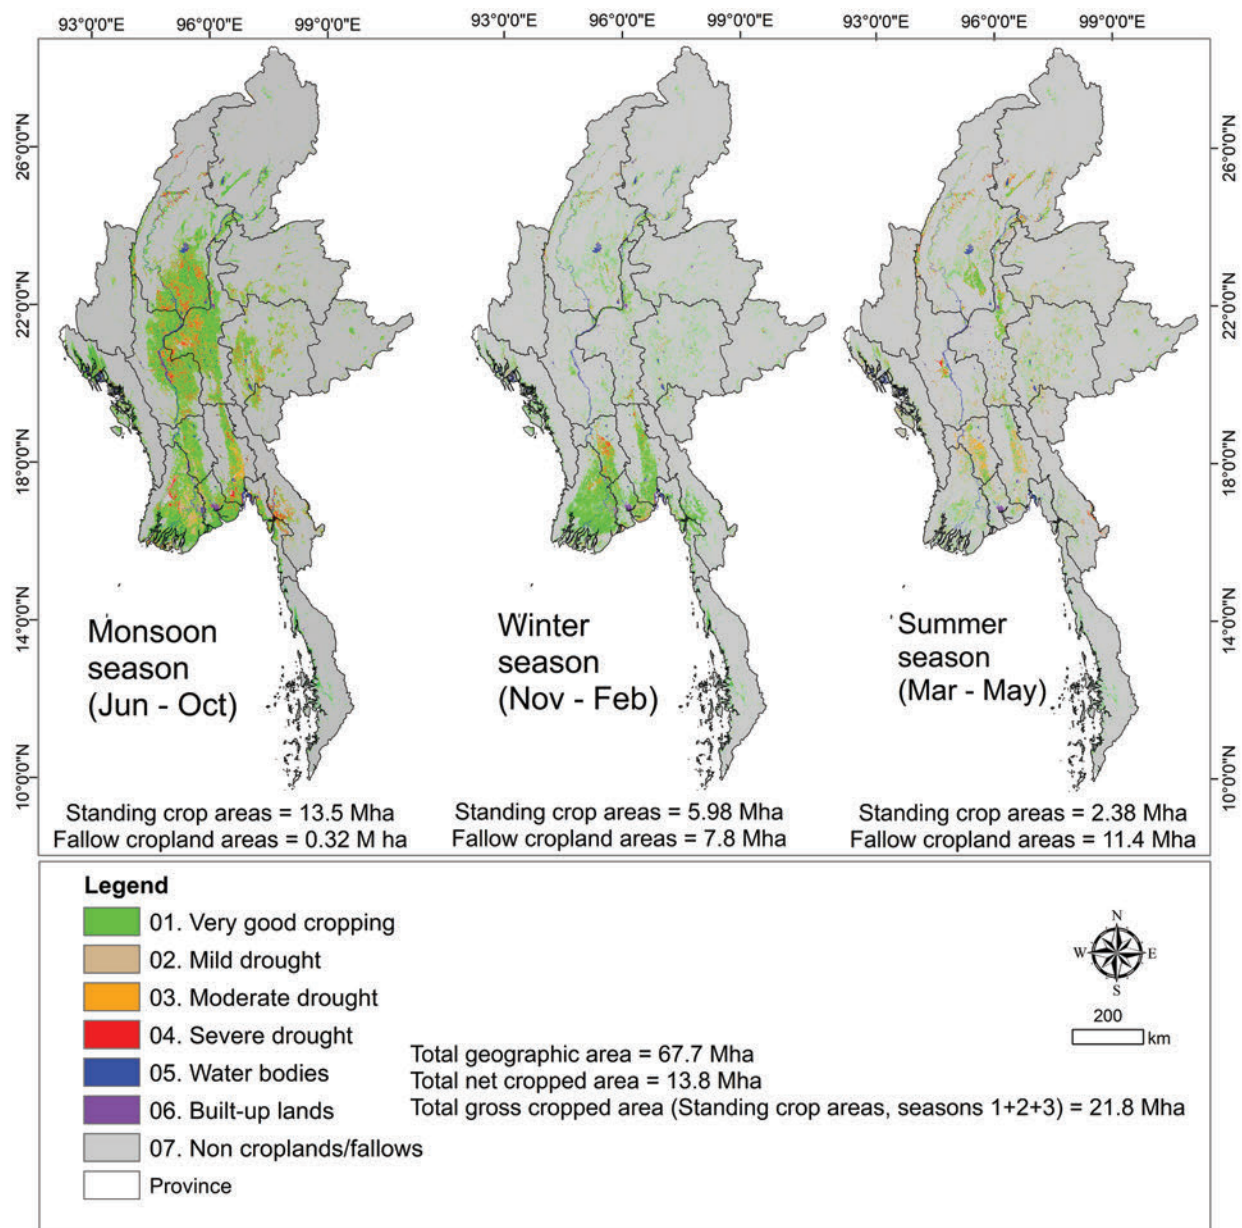 93°0'0"E 96°0'0"E 99°0'0"E 93°0'0"E 96°0'0"E 99°0'0"E 93°0'0"E 96°0'0"E 99°0'0"E
26°0'0"N 26°0'0"N
22°0'0"N 22°0'0"N
18°0'0"N 18°0'0"N
14°0'0"N 14°0'0"N
10°0'0"N 10°0'0"N
Monsoon
season
(Jun - Oct)
Winter
season
(Nov - Feb)
Summer
season
(Mar - May)
Standing crop areas = 13.5 Mha
Fallow cropland areas = 0.32 M ha
Standing crop areas = 5.98 Mha
Fallow cropland areas = 7.8 Mha
Standing crop areas = 2.38 Mha
Fallow cropland areas = 11.4 Mha
Legend
01. Very good cropping
02. Mild drought
03. Moderate drought
04. Severe drought
05. Water bodies
06. Built-up lands
07. Non croplands/fallows
Province
Total geographic area = 67.7 Mha
Total net cropped area = 13.8 Mha
Total gross cropped area (Standing crop areas, seasons 1+2+3) = 21.8 Mha
N
W E
S
200
km